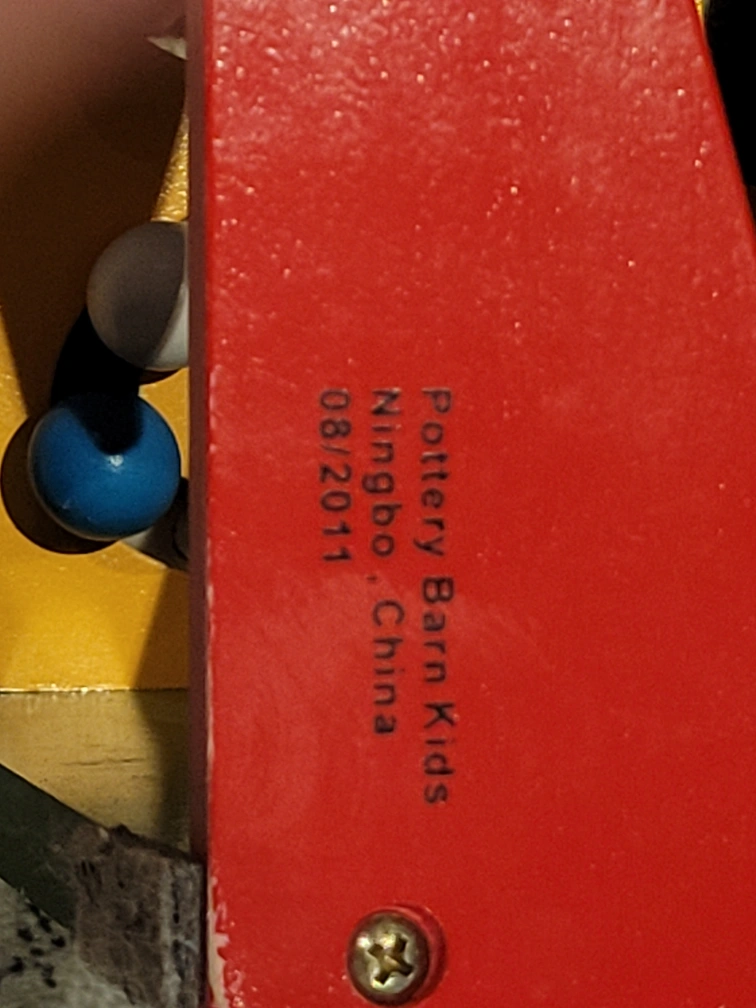 Pottery Barn Kids
Ningbo , China
08/2011